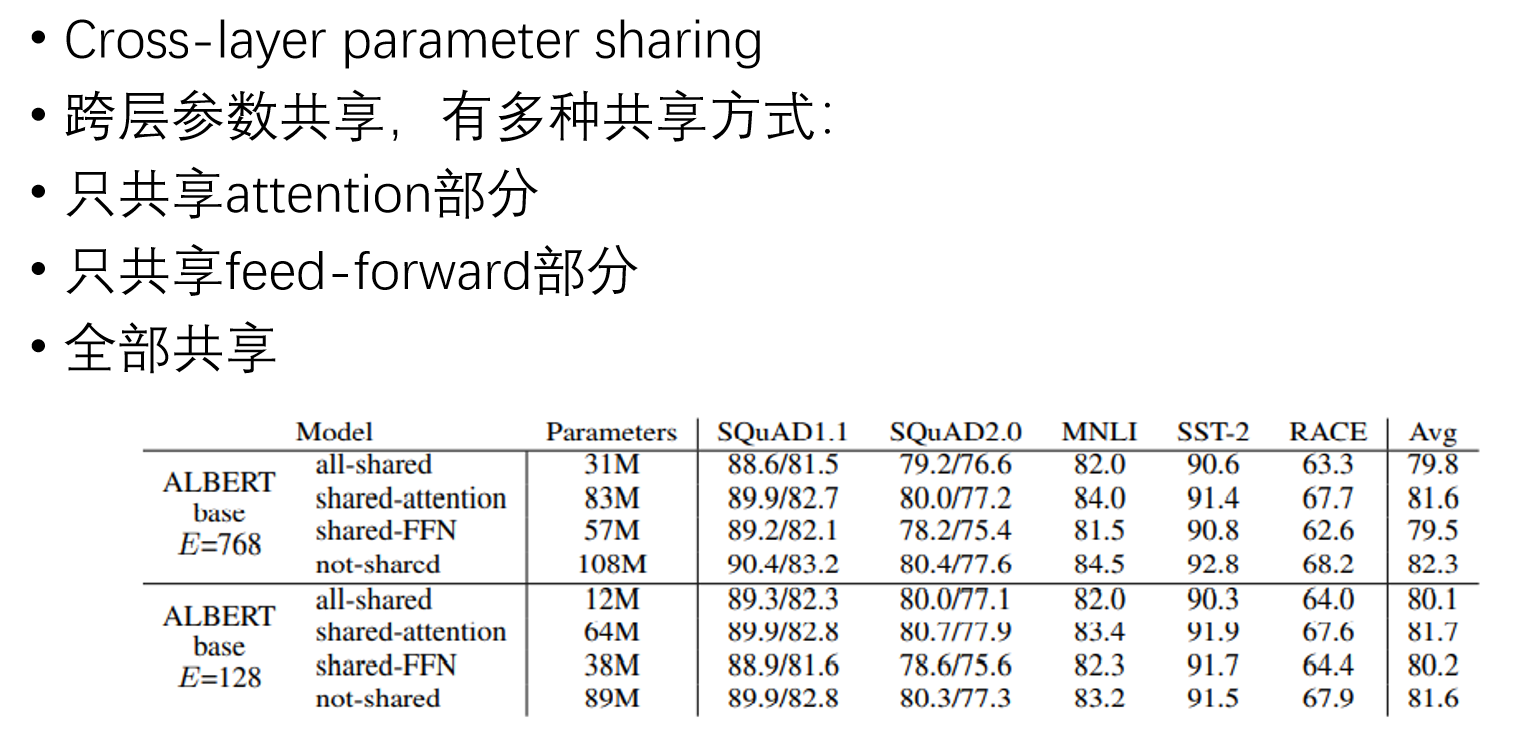 • Cross-layer parameter sharing
• 跨层参数共享，有多种共享方式：
• 只共享attention部分
• 只共享feed-forward部分
• 全部共享
Model Parameters SQuAD1.1 SQuAD2.0 MNLI SST-2 RACE Avg
ALBERT base E=768
all-shared 31M 88.6/81.5 79.2/76.6 82.0 90.6 63.3 79.8
shared-attention 83M 89.9/82.7 80.0/77.2 84.0 91.4 67.7 81.6
shared-FFN 57M 89.2/82.1 78.2/75.4 81.5 90.8 62.6 79.5
not-shared 108M 90.4/83.2 80.4/77.6 84.5 92.8 68.2 82.3
ALBERT base E=128
all-shared 12M 89.3/82.3 80.0/77.1 82.0 90.3 64.0 80.1
shared-attention 64M 89.9/82.8 80.7/77.9 83.4 91.9 67.6 81.7
shared-FFN 38M 88.9/81.6 78.6/75.6 82.3 91.7 64.4 80.2
not-shared 89M 89.9/82.8 80.3/77.3 83.2 91.5 67.9 81.6